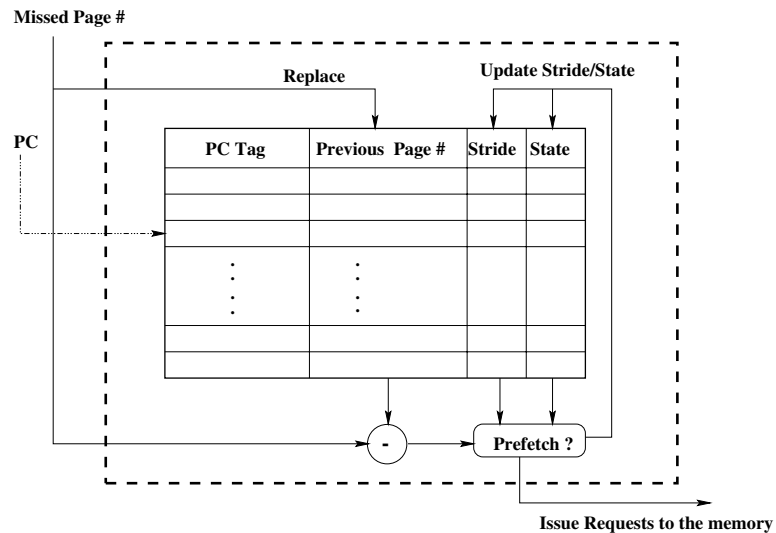 Missed Page #
Replace
Update Stride/State
PC
PC Tag
Previous Page #
Stride
State
-
Prefetch ?
Issue Requests to the memory